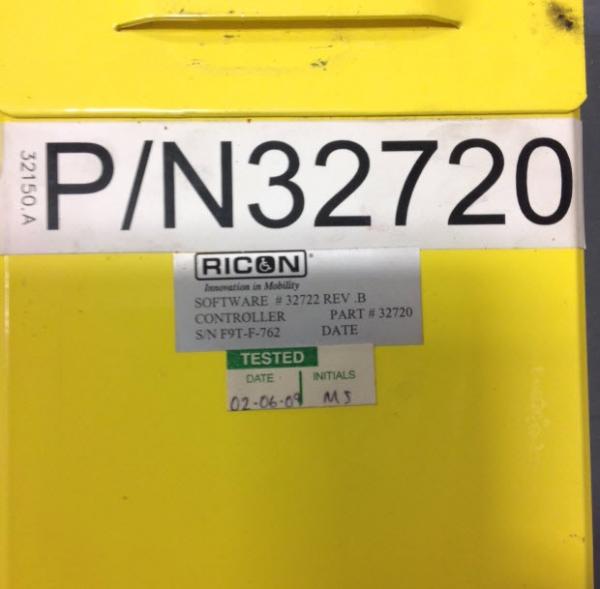 32150.A
P/N32720
RICON
Innovation in Mobility
SOFTWARE # 32722 REV .B
CONTROLLER PART # 32720
S/N F9T-F-762 DATE
TESTED
DATE INITIALS
02-06-09 MJ